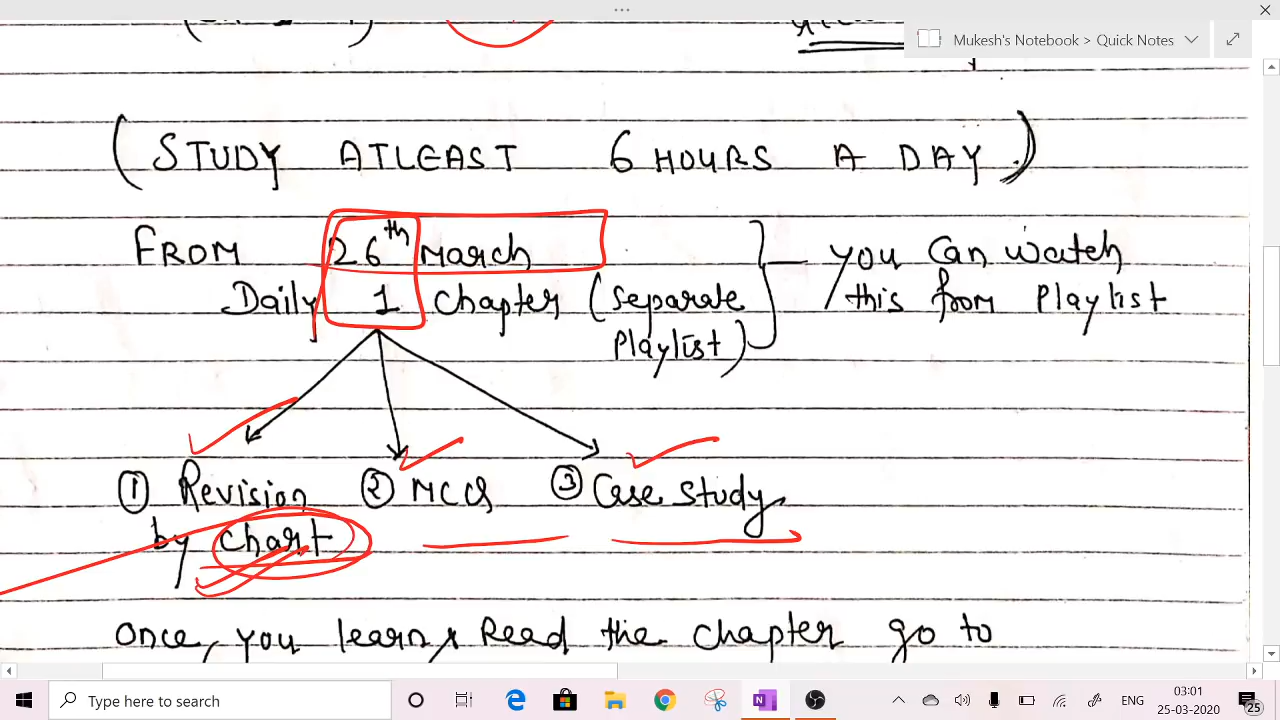 Mukesh's Notebook > Quick Notes
(STUDY ATLEAST 6 HOURS A DAY.)
FROM 26th March
Daily 1 Chapter (Separate Playlist)
you can watch this from Playlist
① Revision by chart
② MCQ
③ Case Study
Once, you learn, Read the chapter go to
Type here to search
ENG
03:01
25-03-2020
25